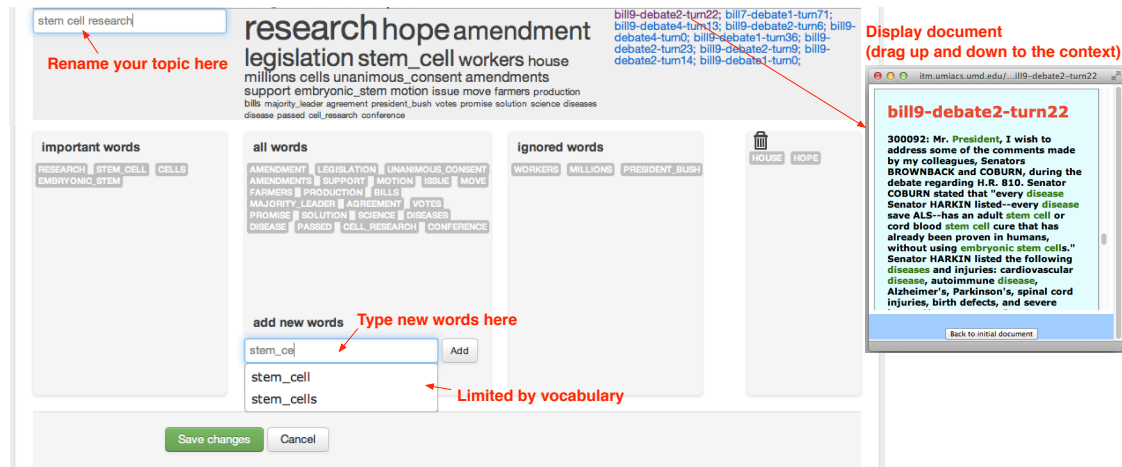 stem cell research
Rename your topic here
research hope amendment
legislation stem_cell workers house
millions cells unanimous_consent amendments
support embryonic_stem motion issue move farmers production
bills majority_leader agreement president_bush votes promise solution science diseases
disease passed cell_research conference
bill9-debate2-turn22; bill7-debate1-turn71;
bill9-debate4-turn13; bill9-debate2-turn6; bill9-
debate4-turn0; bill9-debate1-turn36; bill9-
debate2-turn23; bill9-debate2-turn9; bill9-
debate2-turn14; bill9-debate1-turn0;
Display document
(drag up and down to the context)
itm.umiacs.umd.edu/...ill9-debate2-turn22
bill9-debate2-turn22
300092: Mr. President, I wish to
address some of the comments made
by my colleagues, Senators
BROWNBACK and COBURN, during the
debate regarding H.R. 810. Senator
COBURN stated that "every disease
Senator HARKIN listed--every disease
save ALS--has an adult stem cell or
cord blood stem cell cure that has
already been proven in humans,
without using embryonic stem cells."
Senator HARKIN listed the following
diseases and injuries: cardiovascular
disease, autoimmune disease,
Alzheimer's, Parkinson's, spinal cord
injuries, birth defects, and severe
Back to initial document
important words
RESEARCH STEM_CELL CELLS
EMBRYONIC_STEM
all words
AMENDMENT LEGISLATION UNANIMOUS_CONSENT
AMENDMENTS SUPPORT MOTION ISSUE MOVE
FARMERS PRODUCTION BILLS
MAJORITY_LEADER AGREEMENT VOTES
PROMISE SOLUTION SCIENCE DISEASES
DISEASE PASSED CELL_RESEARCH CONFERENCE
ignored words
WORKERS MILLIONS PRESIDENT_BUSH
HOUSE HOPE
add new words
Type new words here
stem_ce
Add
stem_cell
stem_cells
Limited by vocabulary
Save changes
Cancel